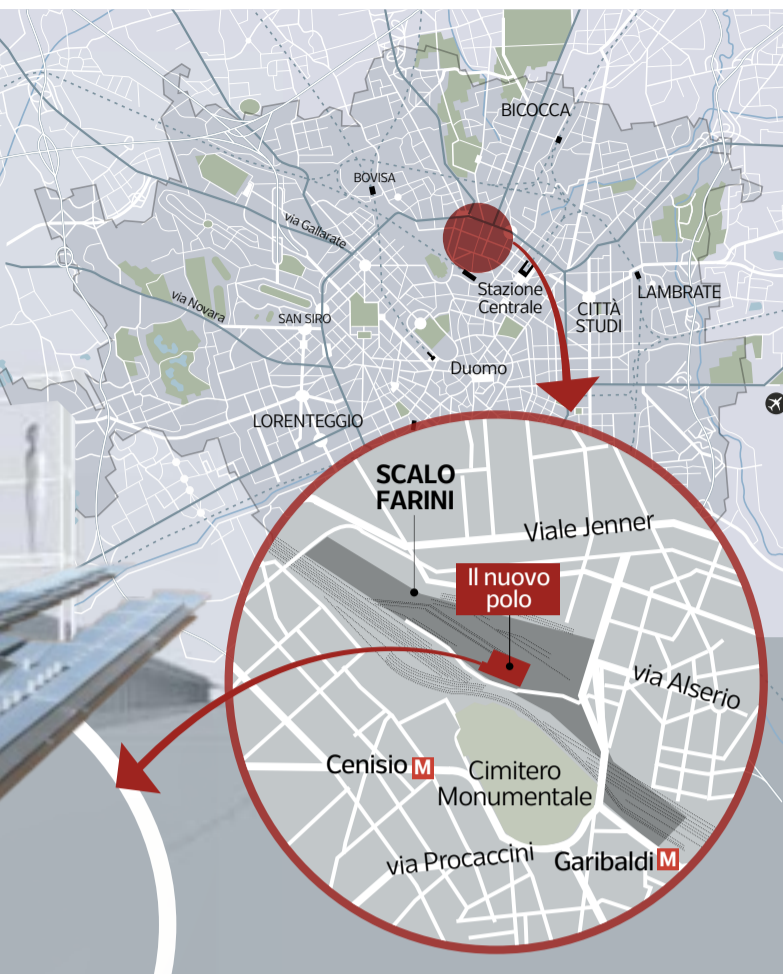 BICOCCA
BOVISA
via Gallarate
Stazione
Centrale
LAMBRATE
via Novara
SAN SIRO
CITTÀ
STUDI
Duomo
LORENTEGGIO
SCALO
FARINI
Viale Jenner
Il nuovo
polo
via Alserio
Cenisio M
Cimitero
Monumentale
via Procaccini
Garibaldi M